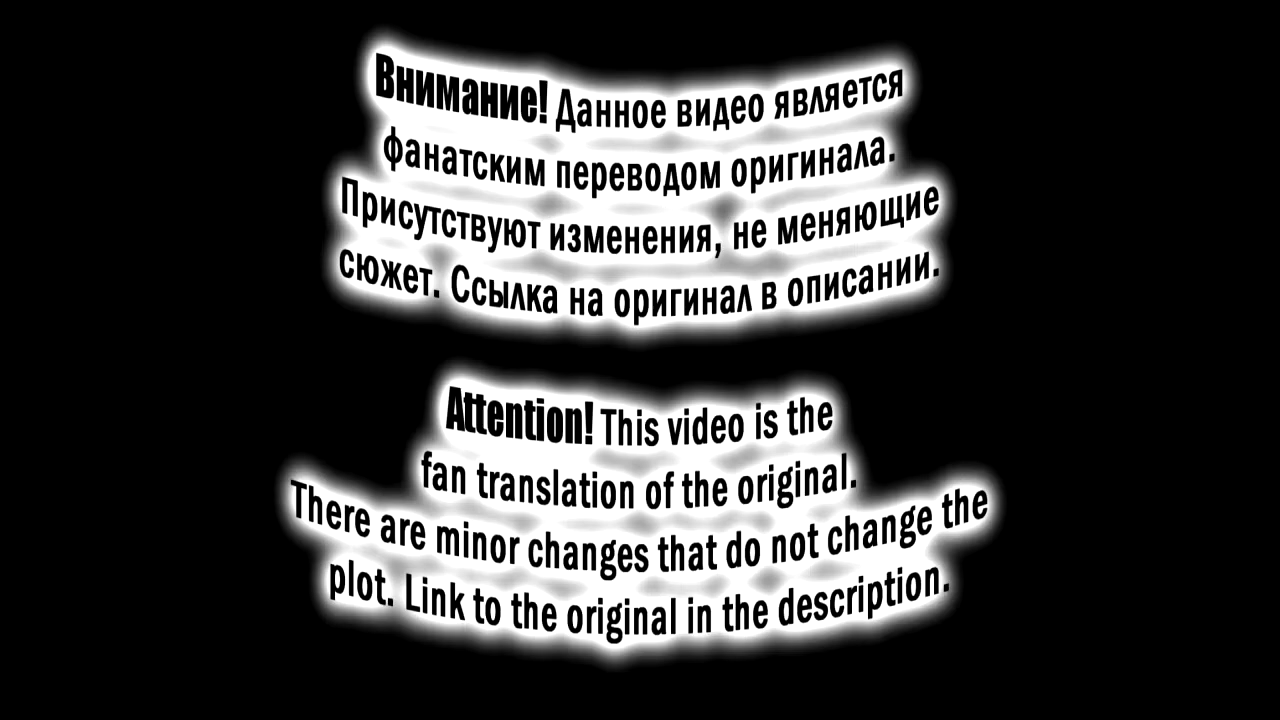 Внимание! Данное видео является
фанатским переводом оригинала.
Присутствуют изменения, не меняющие
сюжет. Ссылка на оригинал в описании.
Attention! This video is the
fan translation of the original.
There are minor changes that do not change the
plot. Link to the original in the description.